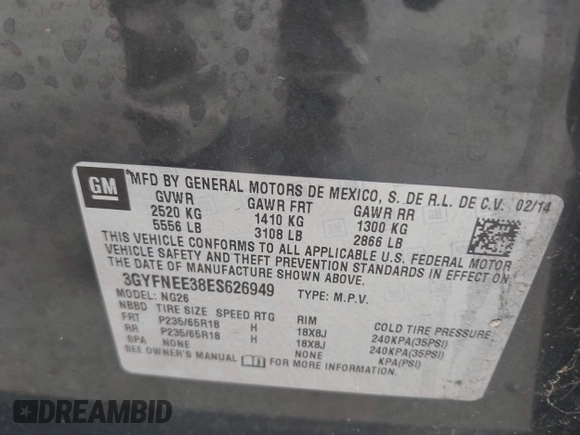 GM
MFD BY GENERAL MOTORS DE MEXICO, S. DE R.L. DE C.V. 02/14
GVWR GAWR FRT GAWR RR
2520 KG 1410 KG 1300 KG
5556 LB 3108 LB 2866 LB
THIS VEHICLE CONFORMS TO ALL APPLICABLE U.S. FEDERAL MOTOR
VEHICLE SAFETY AND THEFT PREVENTION STANDARDS IN EFFECT ON
THE DATE OF MANUFACTURE SHOWN ABOVE.
3GYFNEE38ES626949 TYPE: M.P.V.
MODEL: NG26
NBBD TIRE SIZE SPEED RTG RIM COLD TIRE PRESSURE
FRT P235/65R18 H 18X8J 240KPA(35PSI)
RR P235/65R18 H 18X8J 240KPA(35PSI)
SPA NONE NONE KPA(PSI)
SEE OWNER'S MANUAL FOR MORE INFORMATION.
DREAMBID